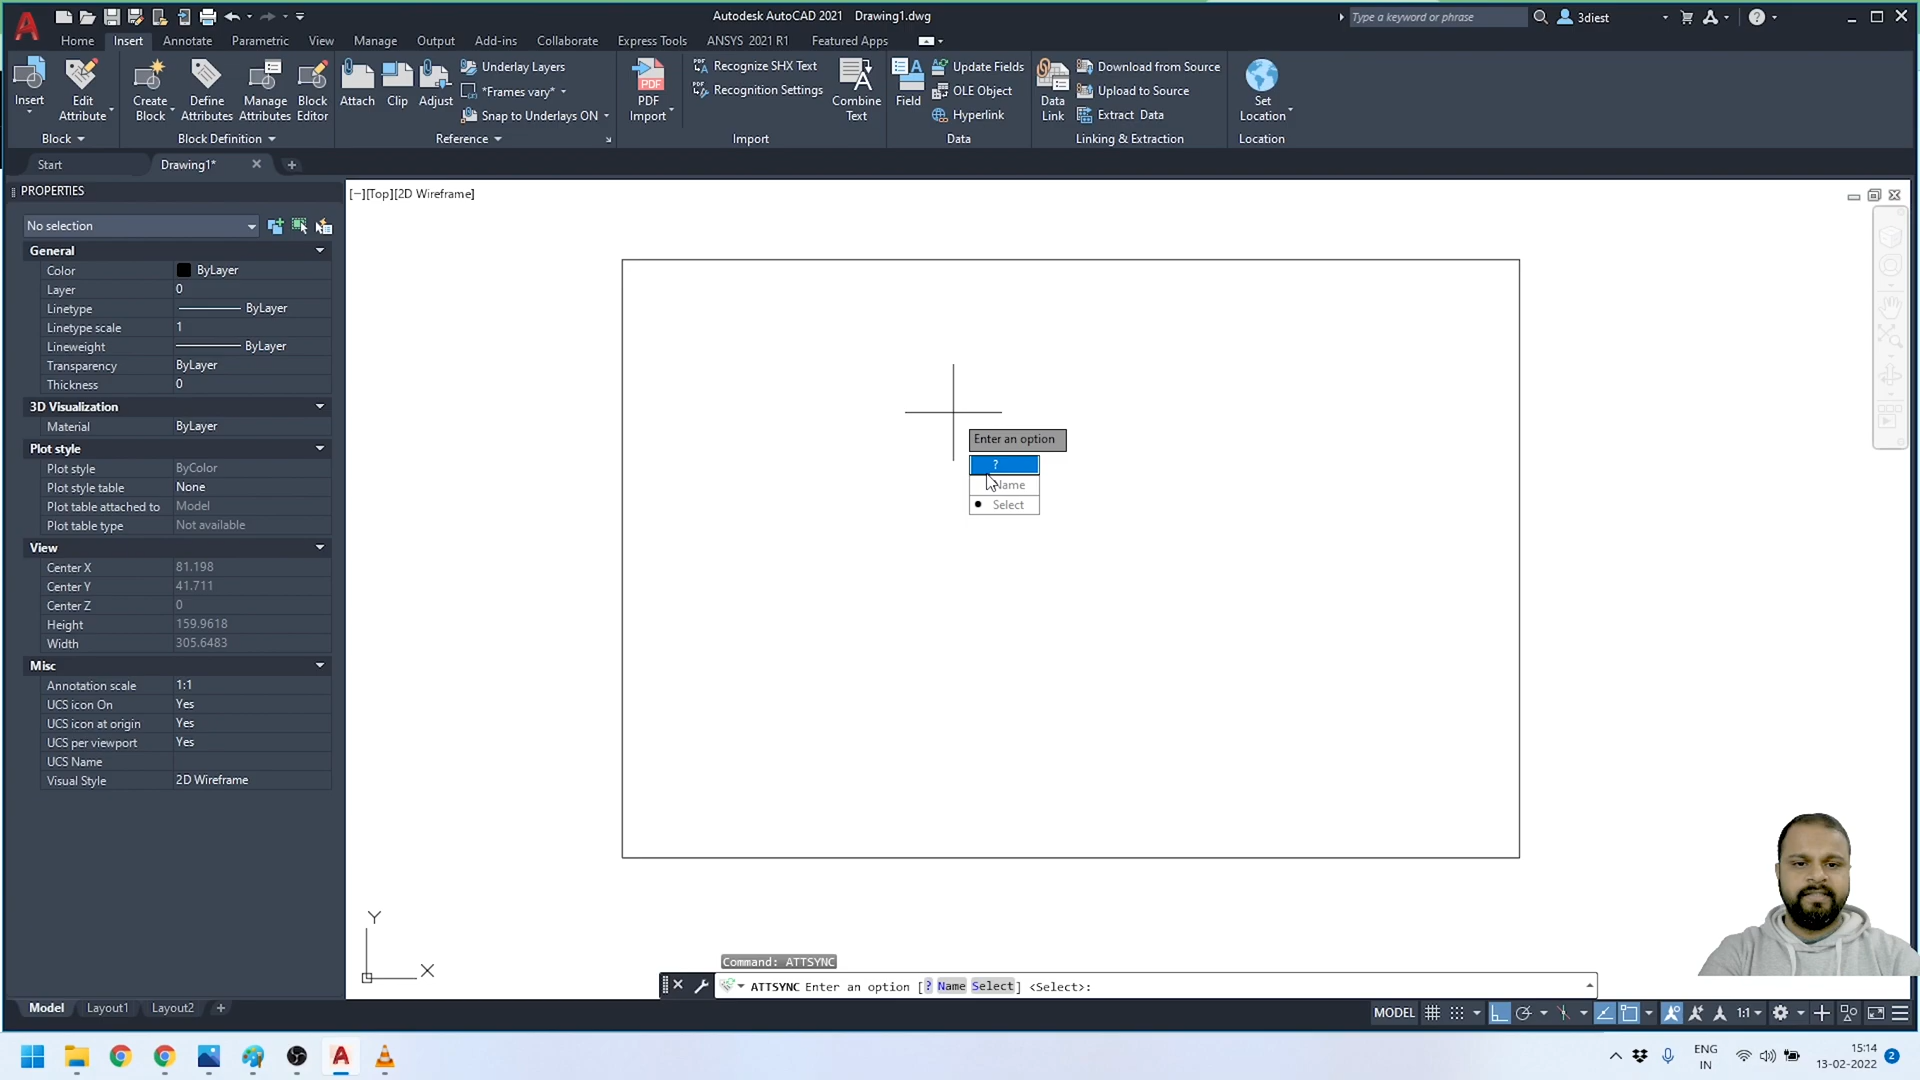 Autodesk AutoCAD 2021 Drawing1.dwg
Type a keyword or phrase
3diest
Home Insert Annotate Parametric View Manage Output Add-ins Collaborate Express Tools ANSYS 2021 R1 Featured Apps
Insert
Edit Attribute
Create Block
Define Attributes
Manage Attributes
Block Editor
Attach
Clip
Adjust
Underlay Layers
*Frames vary*
Snap to Underlays ON
PDF
PDF Import
Recognize SHX Text
Recognition Settings
Combine Text
Field
Update Fields
OLE Object
Hyperlink
Data Link
Download from Source
Upload to Source
Extract Data
Set Location
Block
Block Definition
Reference
Import
Data
Linking & Extraction
Location
Start
Drawing1*
PROPERTIES
[−][Top][2D Wireframe]
No selection
General
Color ByLayer
Layer 0
Linetype ByLayer
Linetype scale 1
Lineweight ByLayer
Transparency ByLayer
Thickness 0
3D Visualization
Material ByLayer
Plot style
Plot style ByColor
Plot style table None
Plot table attached to Model
Plot table type Not available
View
Center X 81.198
Center Y 41.711
Center Z 0
Height 159.9618
Width 305.6483
Misc
Annotation scale 1:1
UCS icon On Yes
UCS icon at origin Yes
UCS per viewport Yes
UCS Name
Visual Style 2D Wireframe
Enter an option
?
Name
Select
Y
X
Command: ATTSYNC
ATTSYNC Enter an option [? Name Select] <Select>:
Model Layout1 Layout2
MODEL
1:1
ENG
IN
15:14
13-02-2022
2